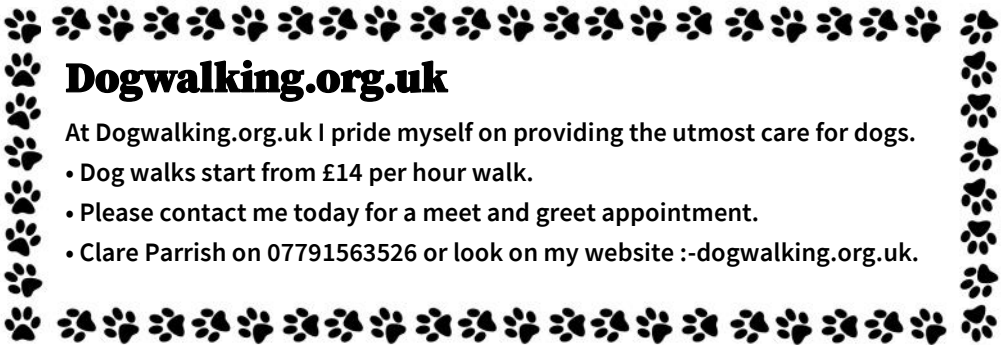 Dogwalking.org.uk
At Dogwalking.org.uk I pride myself on providing the utmost care for dogs.
• Dog walks start from £14 per hour walk.
• Please contact me today for a meet and greet appointment.
• Clare Parrish on 07791563526 or look on my website :-dogwalking.org.uk.